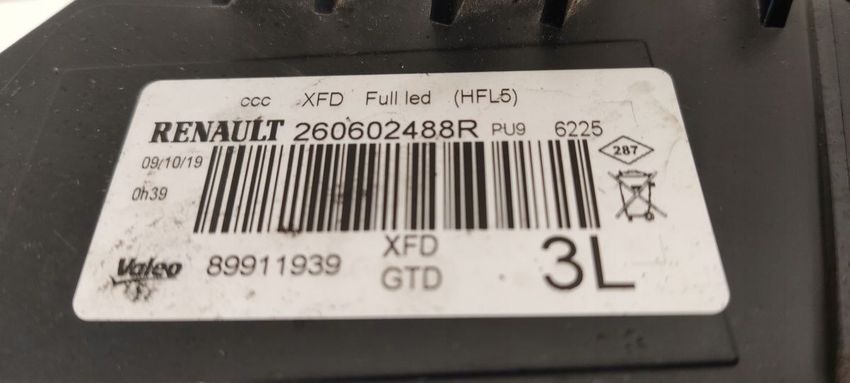 ccc XFD Full led (HFL5)
RENAULT 260602488R PU9 6225
09/10/19
287
0h39
Valeo 89911939 XFD
GTD
3L